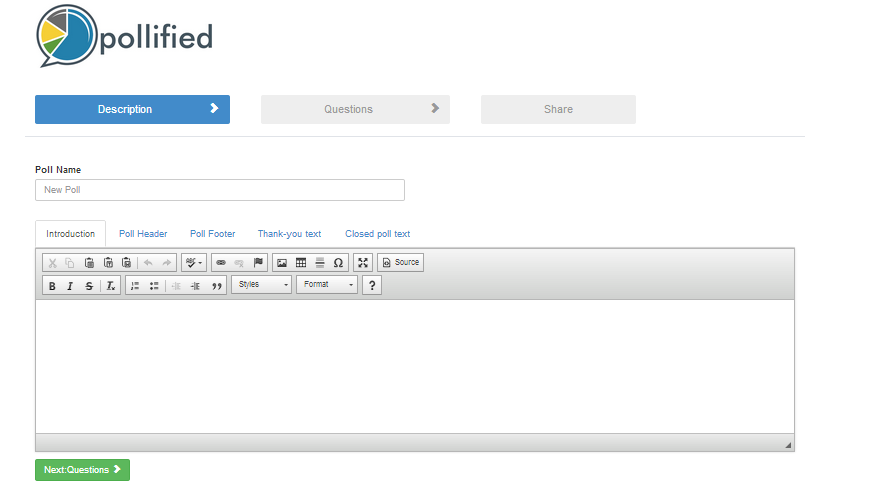 pollified
Description Questions Share
Poll Name
New Poll
Introduction Poll Header Poll Footer Thank-you text Closed poll text
Source
B I S Tx Styles Format ?
Next:Questions